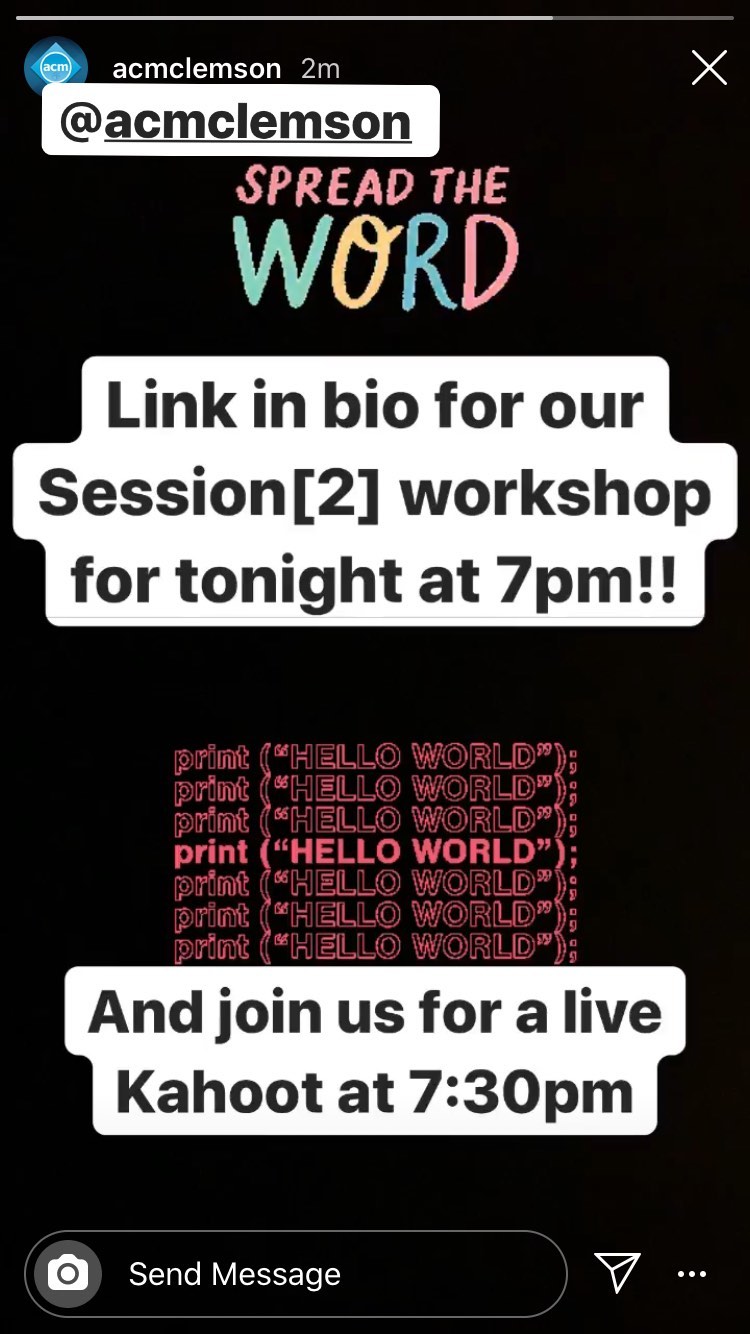 acm
acmclemson 2m
@acmclemson
SPREAD THE
WORD
Link in bio for our
Session[2] workshop
for tonight at 7pm!!
print (“HELLO WORLD”);
print (“HELLO WORLD”);
print (“HELLO WORLD”);
print (“HELLO WORLD”);
print (“HELLO WORLD”);
print (“HELLO WORLD”);
print (“HELLO WORLD”);
And join us for a live
Kahoot at 7:30pm
Send Message